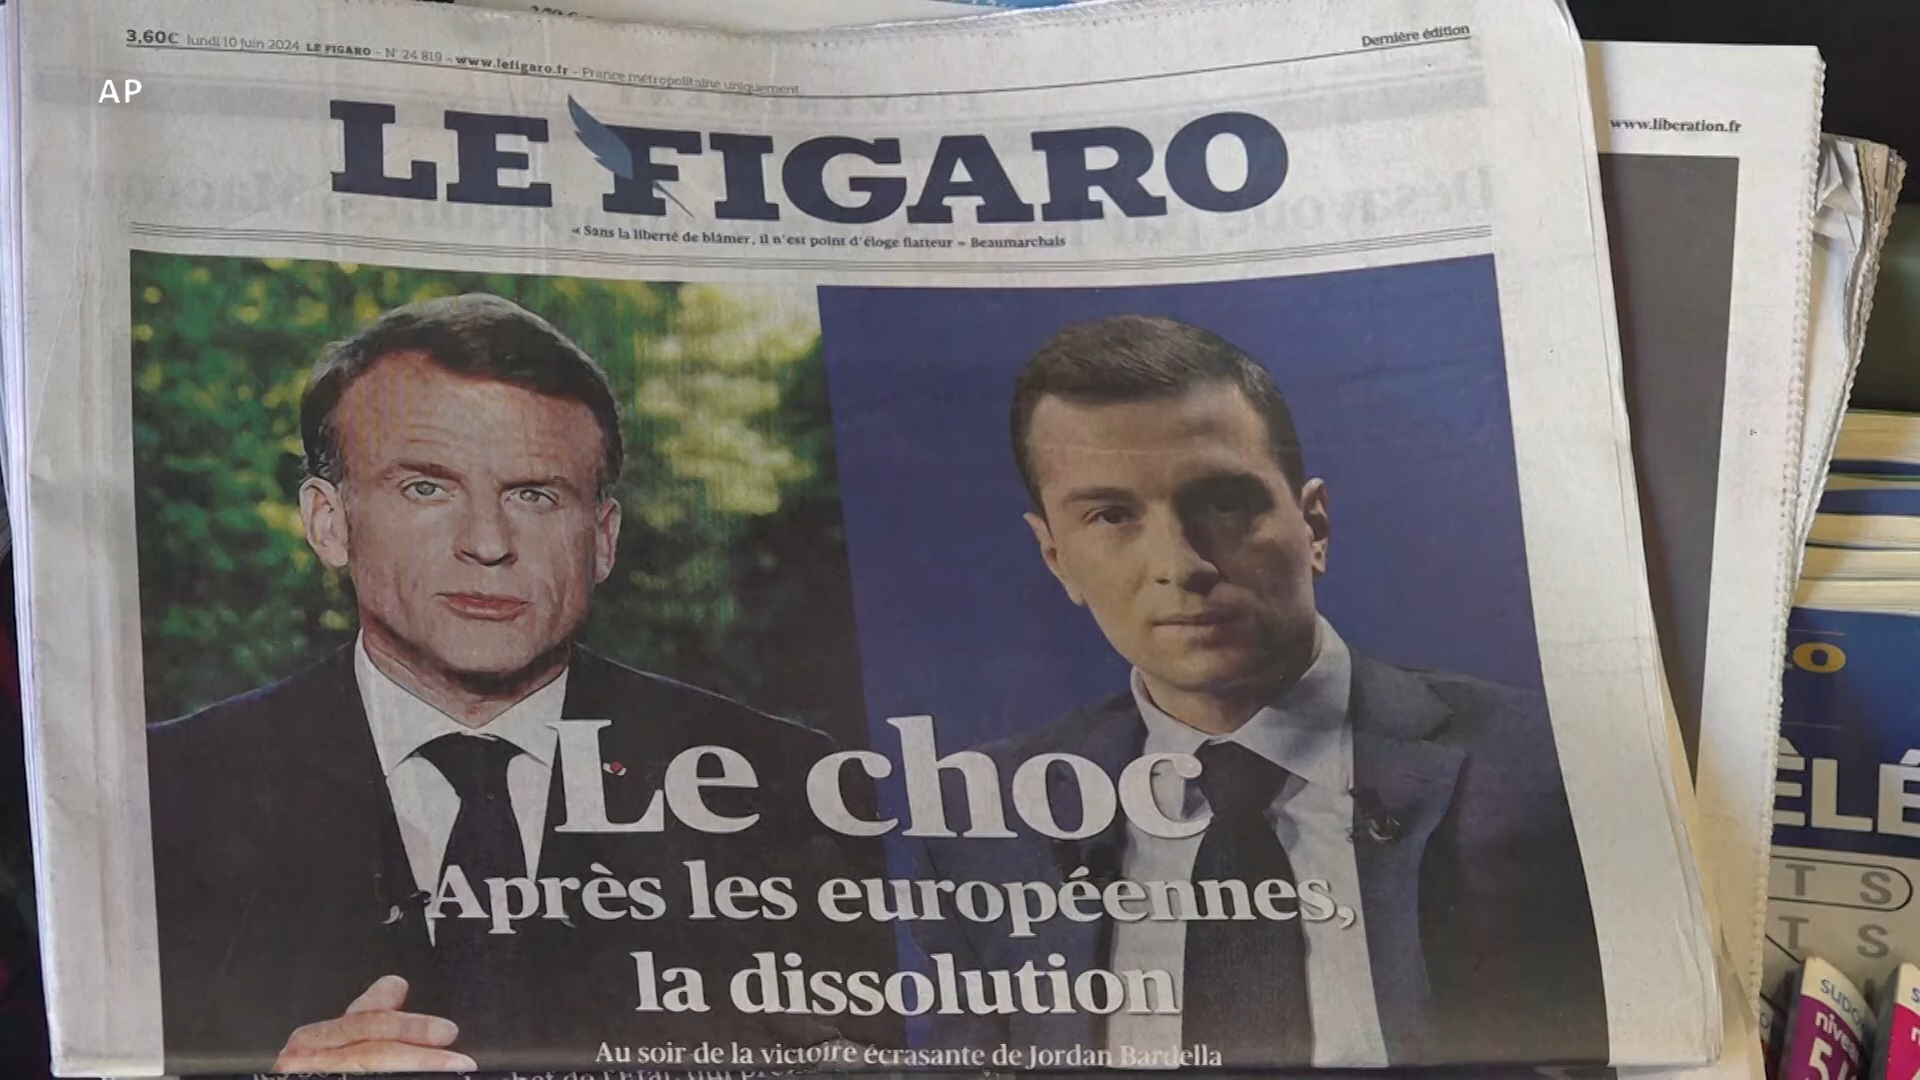 3,60€ lundi 10 juin 2024 LE FIGARO - N° 24 819 - www.lefigaro.fr - France métropolitaine uniquement
Dernière édition
AP
www.liberation.fr
LE FIGARO
« Sans la liberté de blâmer, il n'est point d'éloge flatteur » Beaumarchais
Le choc
Après les européennes,
la dissolution
Au soir de la victoire écrasante de Jordan Bardella
T S
T S